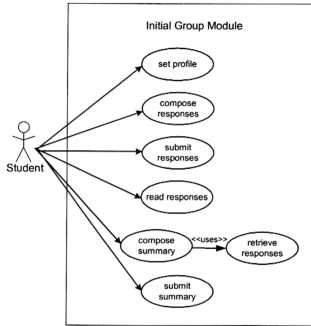 Initial Group Module
set profile
compose
responses
submit
responses
Student
read responses
compose
summary
<<uses>>
retrieve
responses
submit
summary